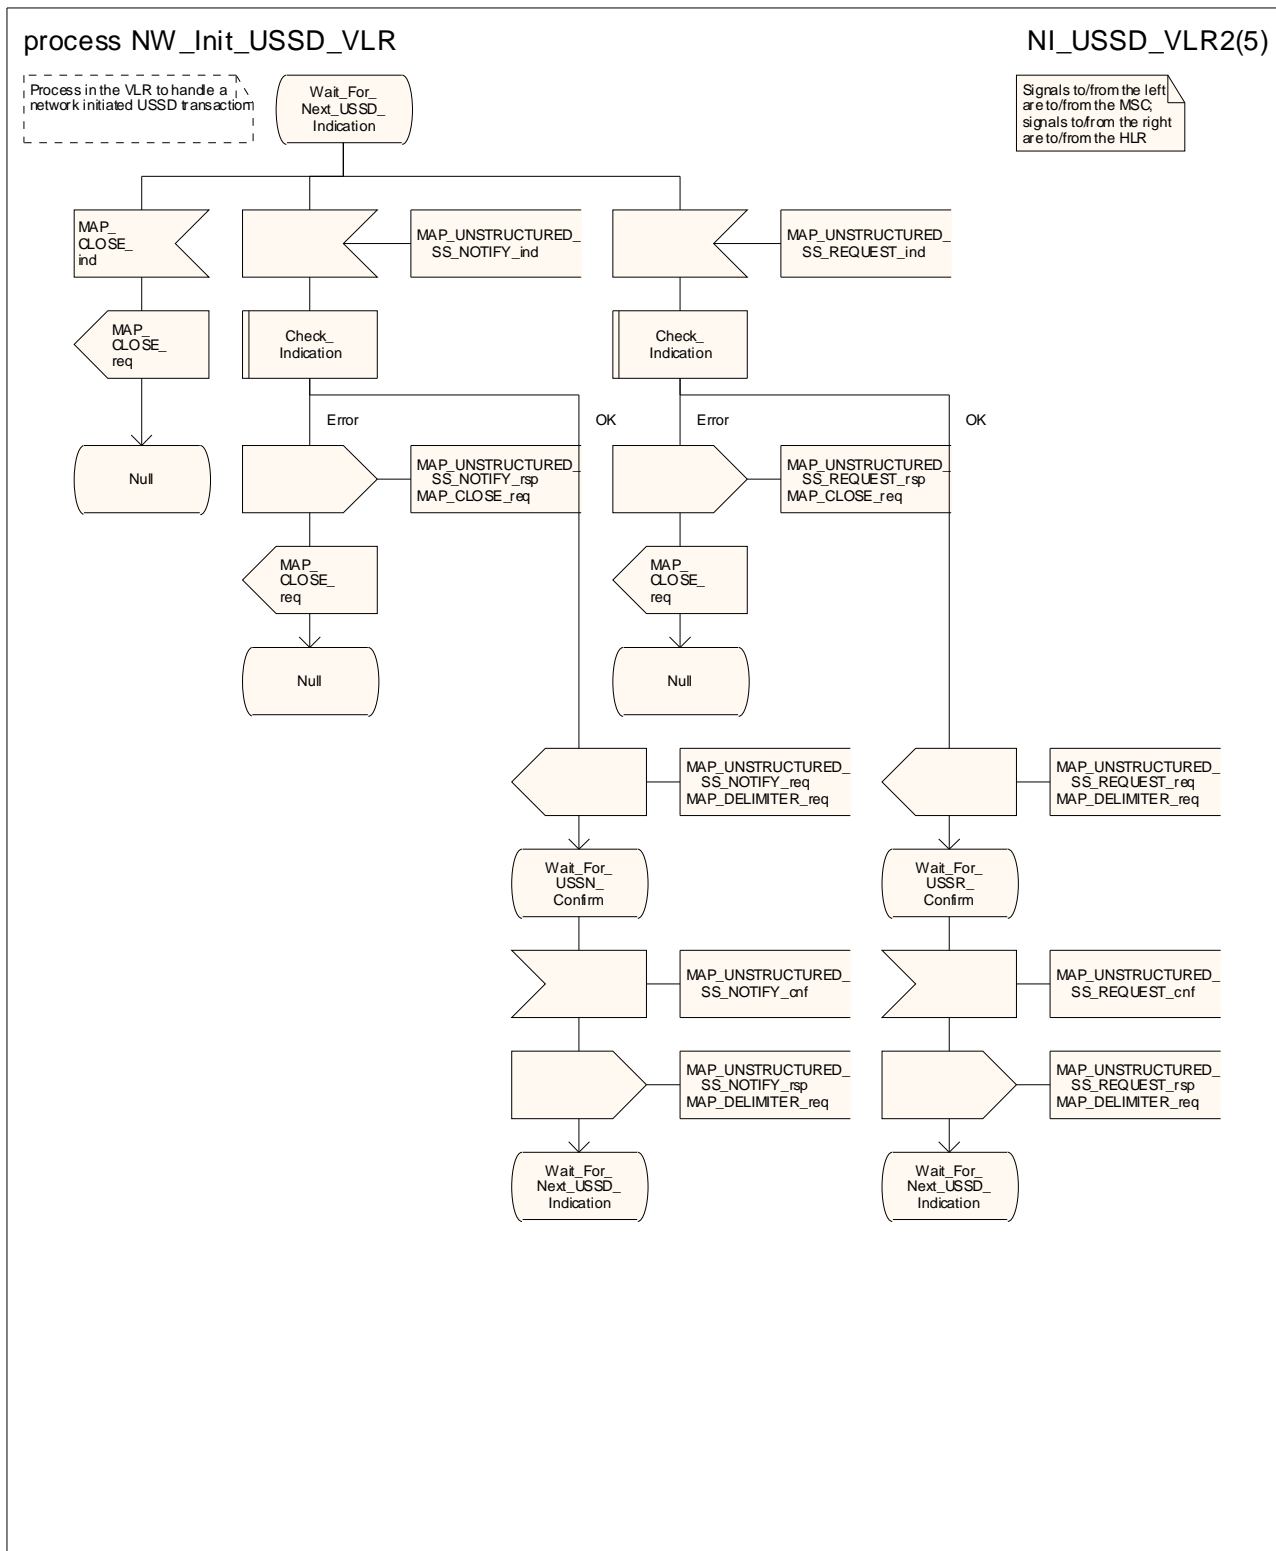 process NW_Init_USSD_VLR
NI_USSD_VLR2(5)
Process in the VLR to handle a
network initiated USSD transaction
Wait_For_
Next_USSD_
Indication
Signals to/from the left
are to/from the MSC;
signals to/from the right
are to/from the HLR
MAP_
CLOSE_
ind
MAP_UNSTRUCTURED_
SS_NOTIFY_ind
MAP_UNSTRUCTURED_
SS_REQUEST_ind
MAP_
CLOSE_
req
Check_
Indication
Check_
Indication
Error
OK
Error
OK
Null
MAP_UNSTRUCTURED_
SS_NOTIFY_rsp
MAP_CLOSE_req
MAP_UNSTRUCTURED_
SS_REQUEST_rsp
MAP_CLOSE_req
MAP_
CLOSE_
req
MAP_
CLOSE_
req
Null
Null
MAP_UNSTRUCTURED_
SS_NOTIFY_req
MAP_DELIMITER_req
MAP_UNSTRUCTURED_
SS_REQUEST_req
MAP_DELIMITER_req
Wait_For_
USSN_
Confirm
Wait_For_
USSR_
Confirm
MAP_UNSTRUCTURED_
SS_NOTIFY_cnf
MAP_UNSTRUCTURED_
SS_REQUEST_cnf
MAP_UNSTRUCTURED_
SS_NOTIFY_rsp
MAP_DELIMITER_req
MAP_UNSTRUCTURED_
SS_REQUEST_rsp
MAP_DELIMITER_req
Wait_For_
Next_USSD_
Indication
Wait_For_
Next_USSD_
Indication